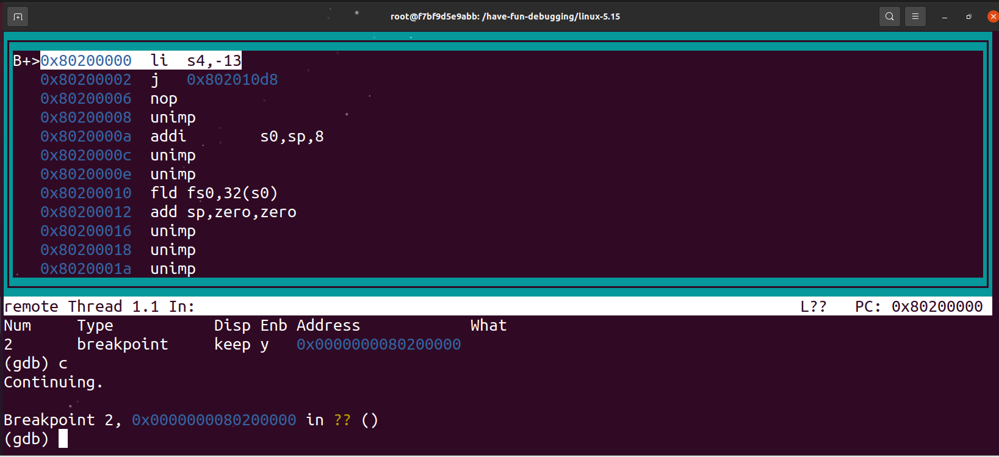 root@f7bf9d5e9abb: /have-fun-debugging/linux-5.15
B+>0x80200000  li  s4,-13
0x80200002  j   0x802010d8
0x80200006  nop
0x80200008  unimp
0x8020000a  addi        s0,sp,8
0x8020000c  unimp
0x8020000e  unimp
0x80200010  fld fs0,32(s0)
0x80200012  add sp,zero,zero
0x80200016  unimp
0x80200018  unimp
0x8020001a  unimp
remote Thread 1.1 In:                L??   PC: 0x80200000
Num     Type           Disp Enb Address            What
2       breakpoint     keep y   0x0000000080200000
(gdb) c
Continuing.
Breakpoint 2, 0x0000000080200000 in ?? ()
(gdb)